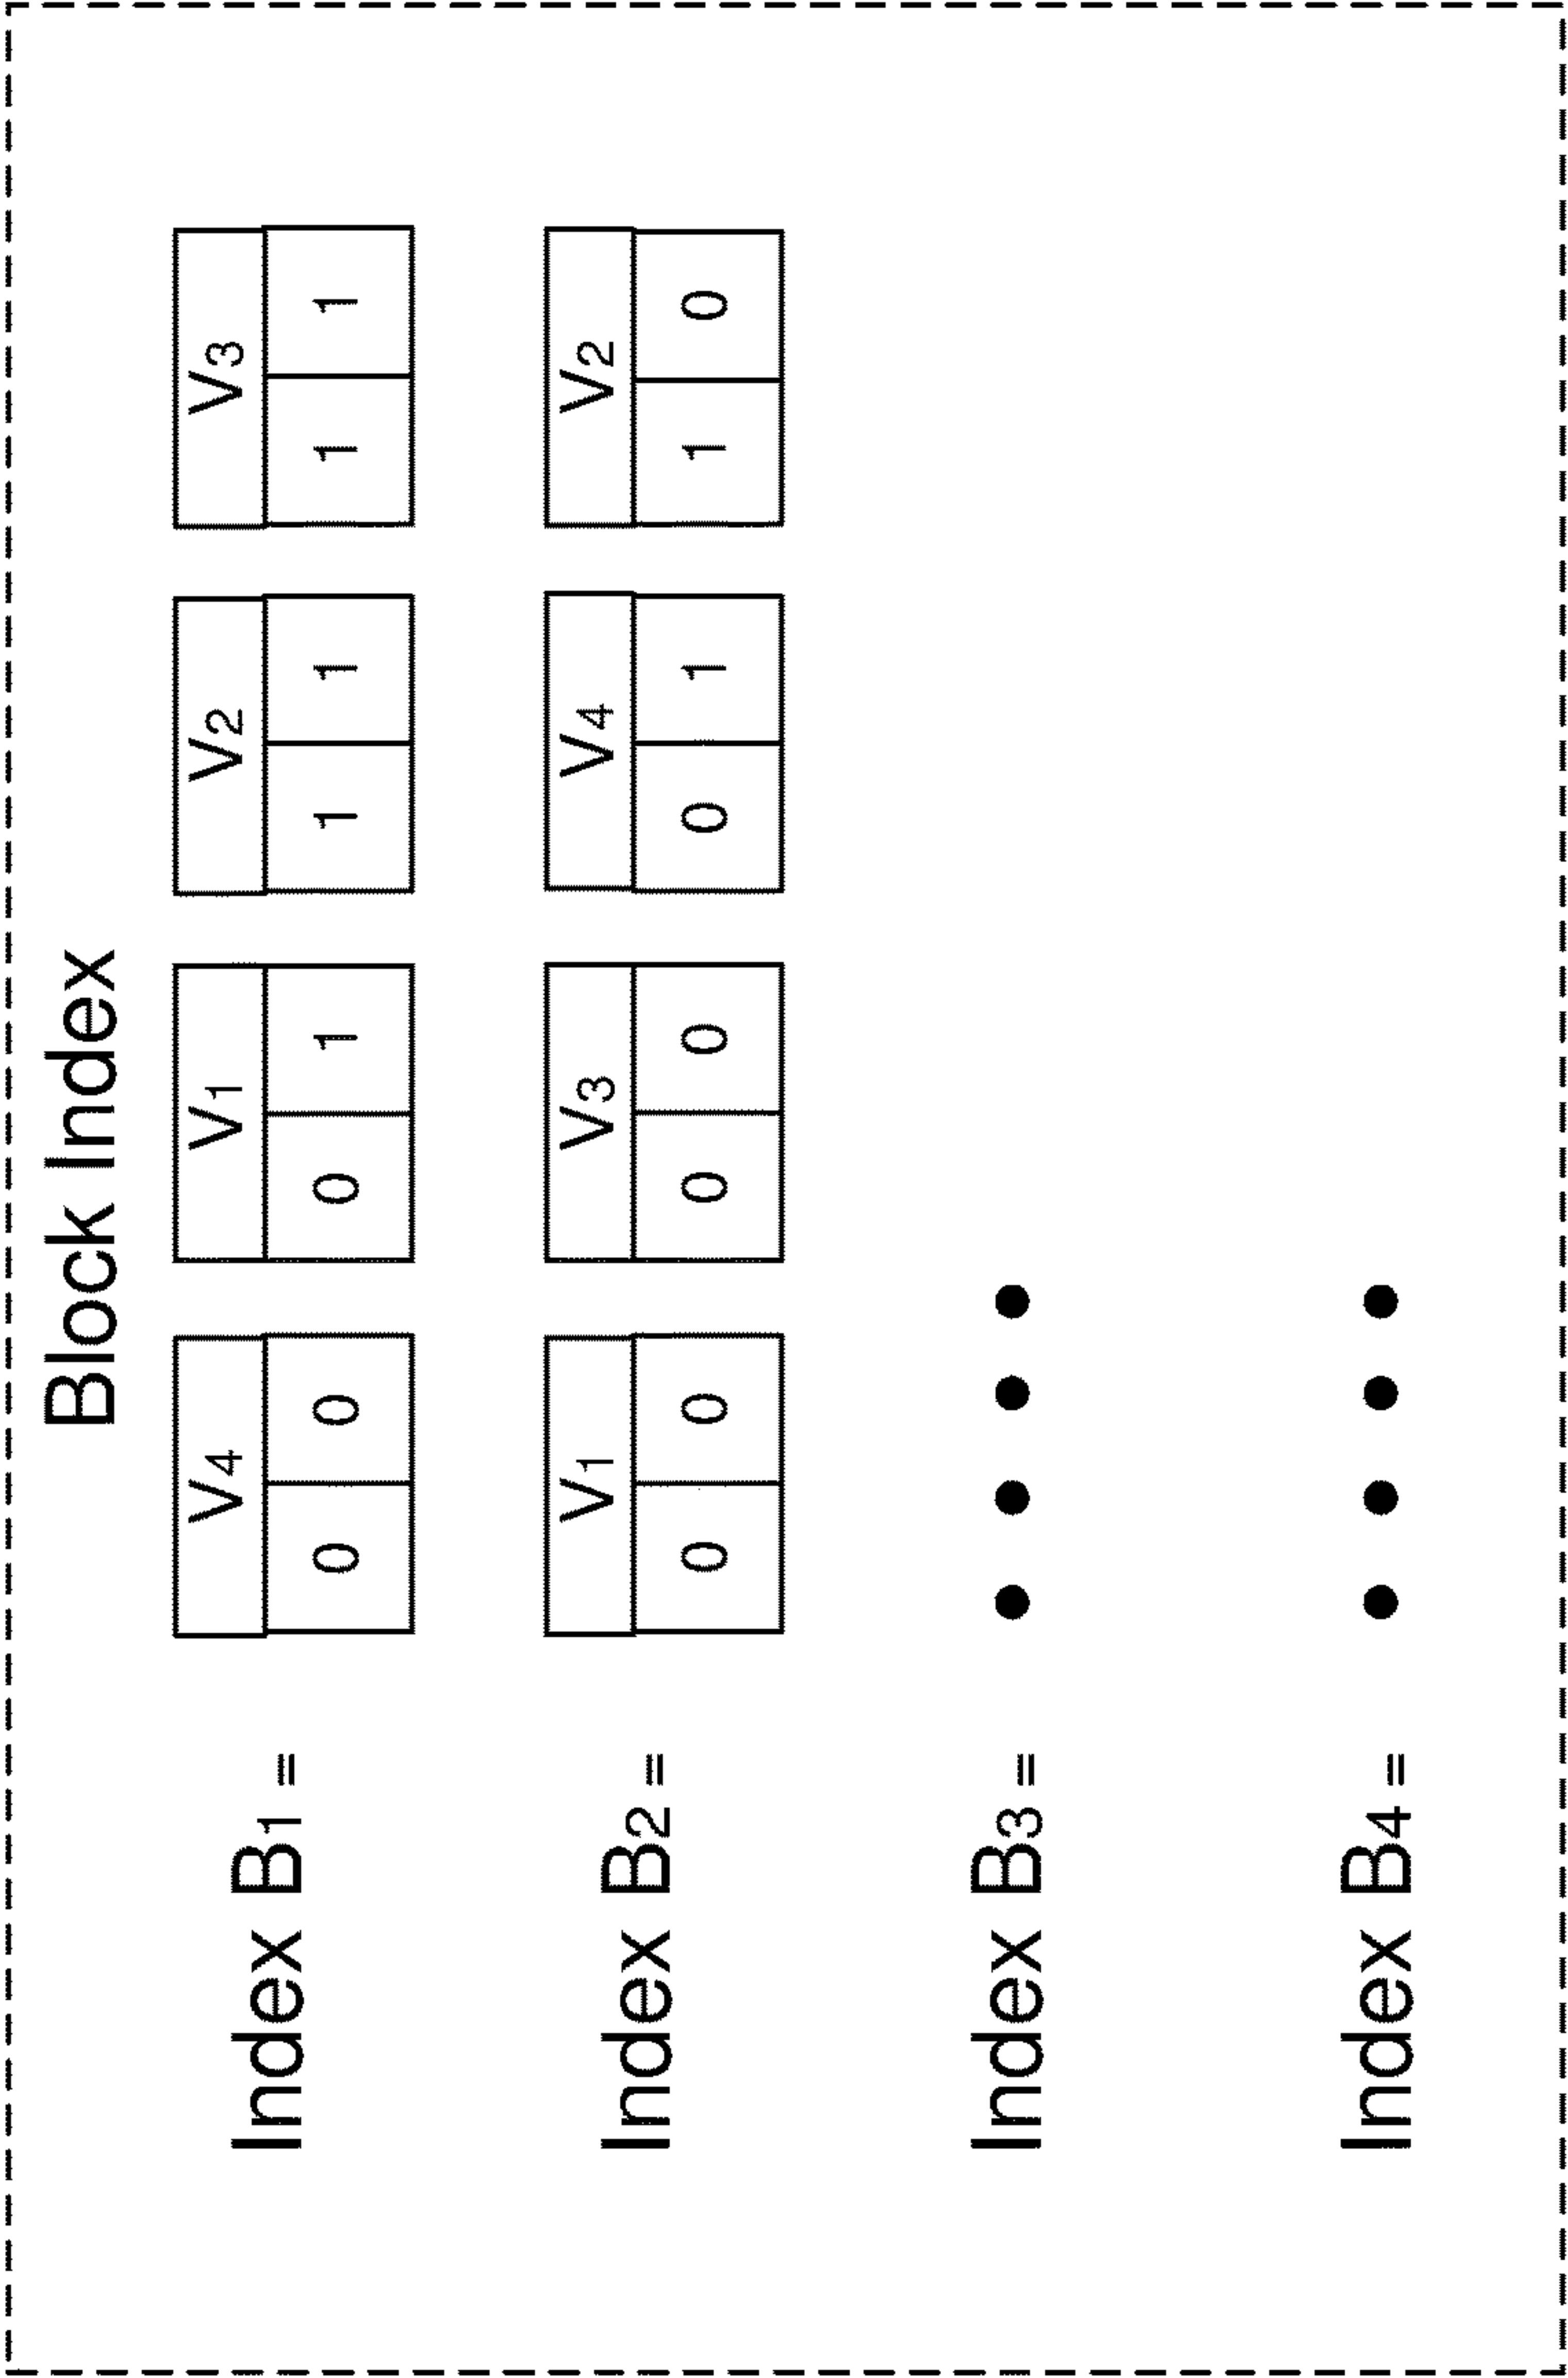 Block Index
V4 V1 V2 V3
Index B1 = 0 0 0 1 1 1 1 1
V1 V3 V4 V2
Index B2 = 0 0 0 0 0 1 1 0
Index B3 = ● ● ● ●
Index B4 = ● ● ● ●